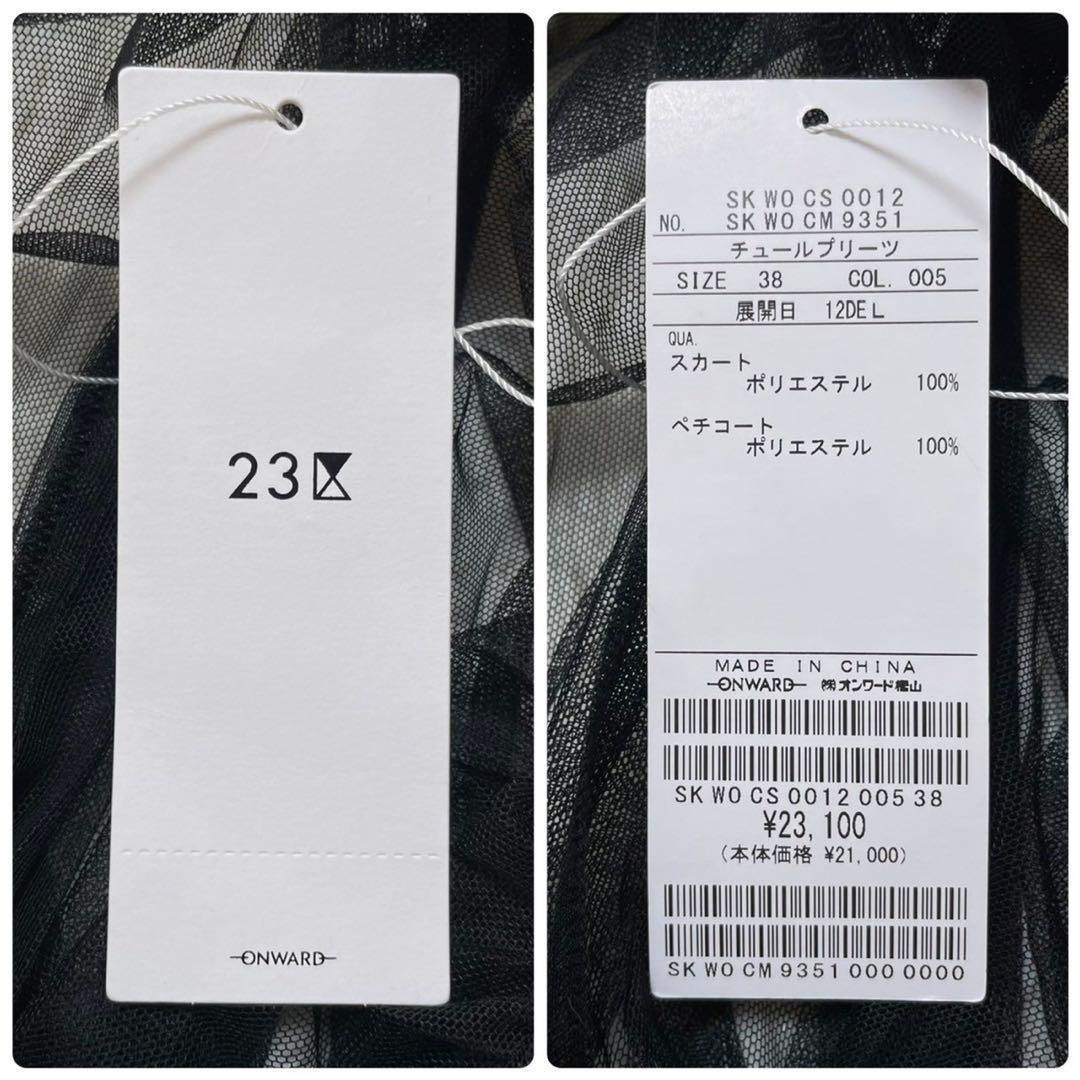 23区
ONWARD
SK WO CS 0012
NO. SK WO CM 9351
チュールプリーツ
SIZE 38 COL. 005
展開日 12DEL
QUA.
スカート
ポリエステル 100%
ペチコート
ポリエステル 100%
MADE IN CHINA
ONWARD ㈱オンワード樫山
SK WO CS 0012 005 38
¥23,100
(本体価格 ¥21,000)
SK WO CM 9351 000 0000